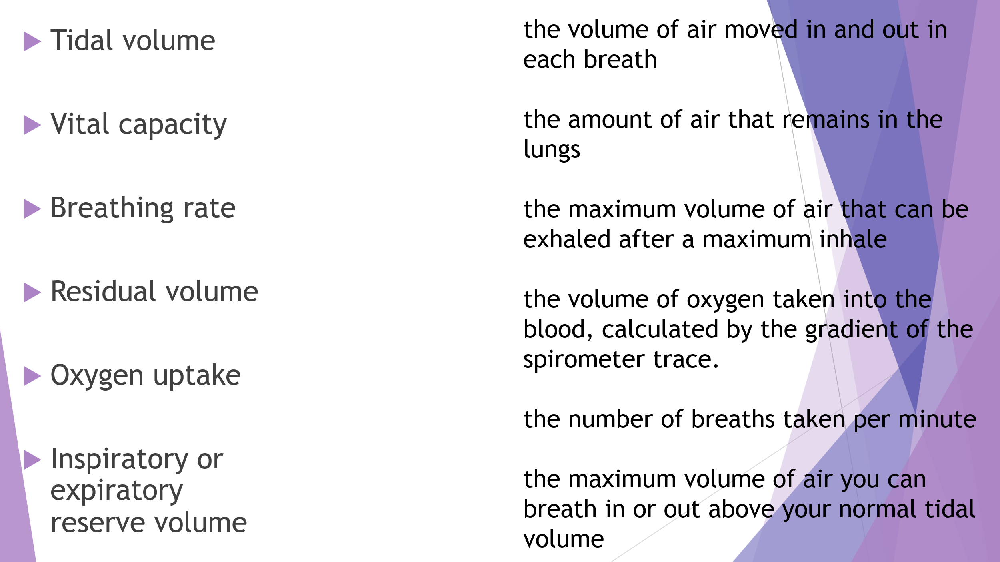 Tidal volume
Vital capacity
Breathing rate
Residual volume
Oxygen uptake
Inspiratory or
expiratory
reserve volume
the volume of air moved in and out in
each breath
the amount of air that remains in the
lungs
the maximum volume of air that can be
exhaled after a maximum inhale
the volume of oxygen taken into the
blood, calculated by the gradient of the
spirometer trace.
the number of breaths taken per minute
the maximum volume of air you can
breath in or out above your normal tidal
volume